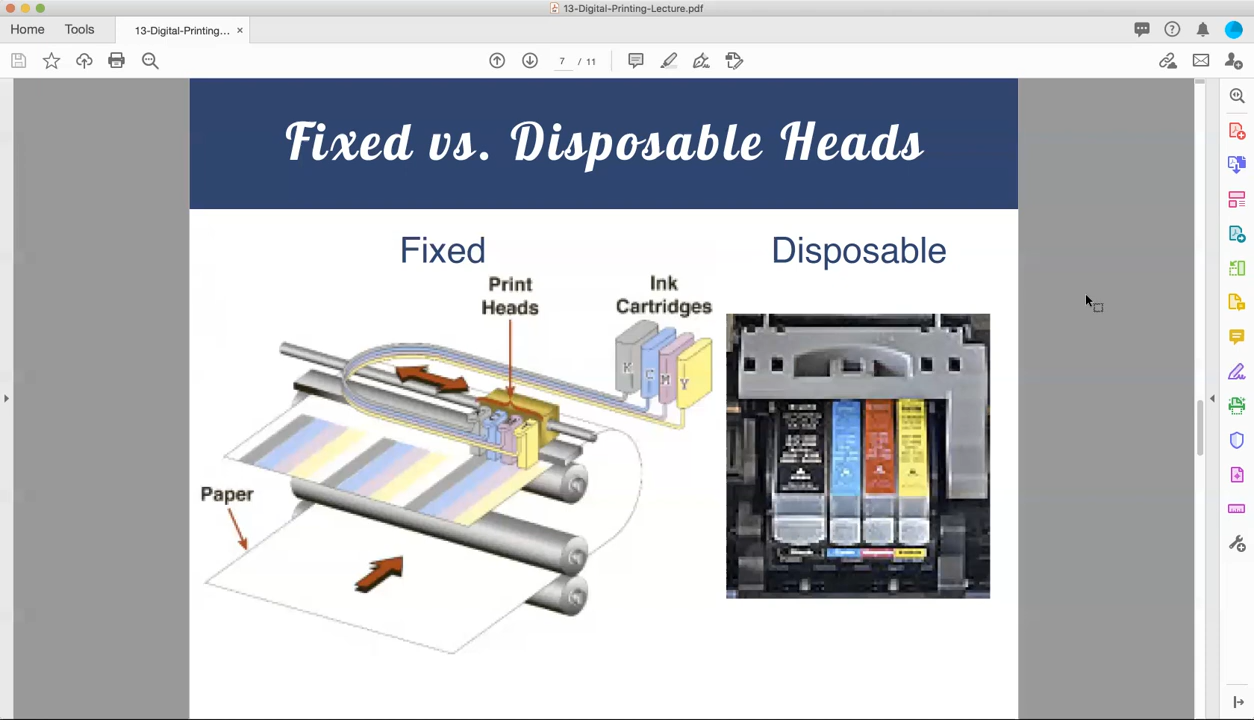 13-Digital-Printing-Lecture.pdf
Home
Tools
13-Digital-Printing...
7 / 11
Fixed vs. Disposable Heads
Fixed
Disposable
Print
Heads
Ink
Cartridges
K
C
M
Y
Paper